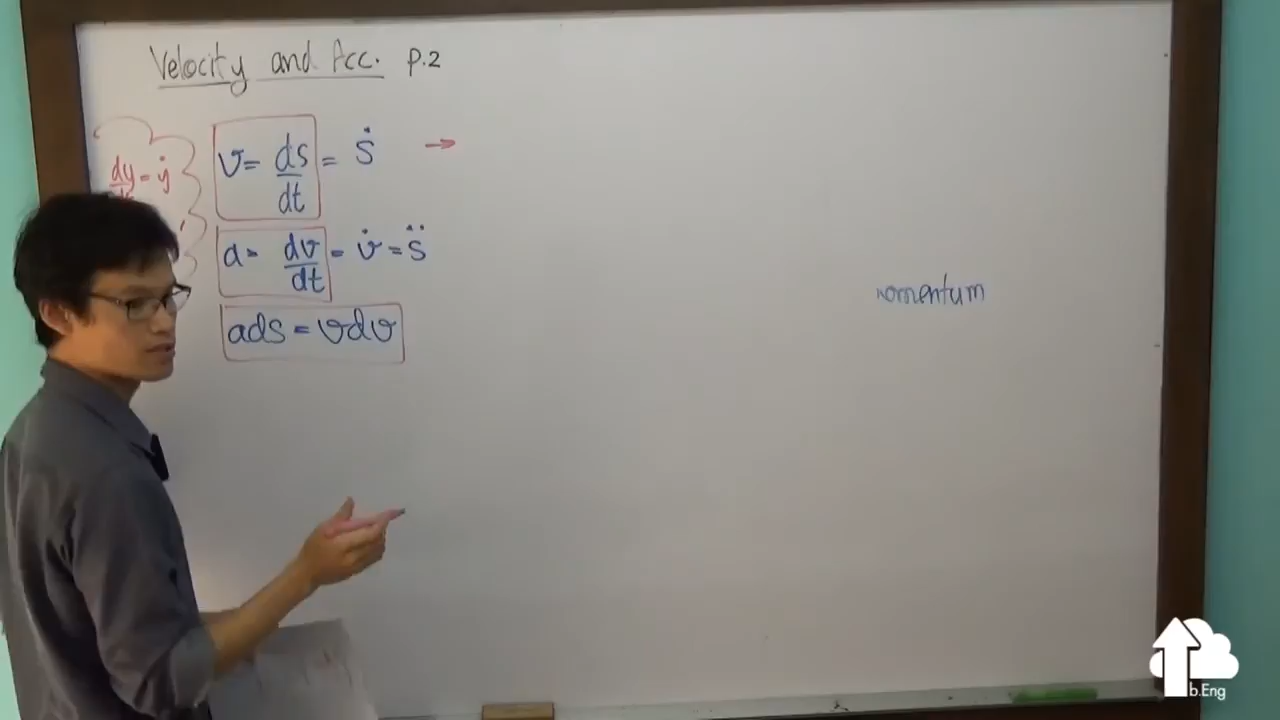 Velocity and Acc. P.2
dy = ẏ
v = ds/dt = ṡ →
a = dv/dt = v̇ = s̈
ads = vdv
momentum
b.Eng